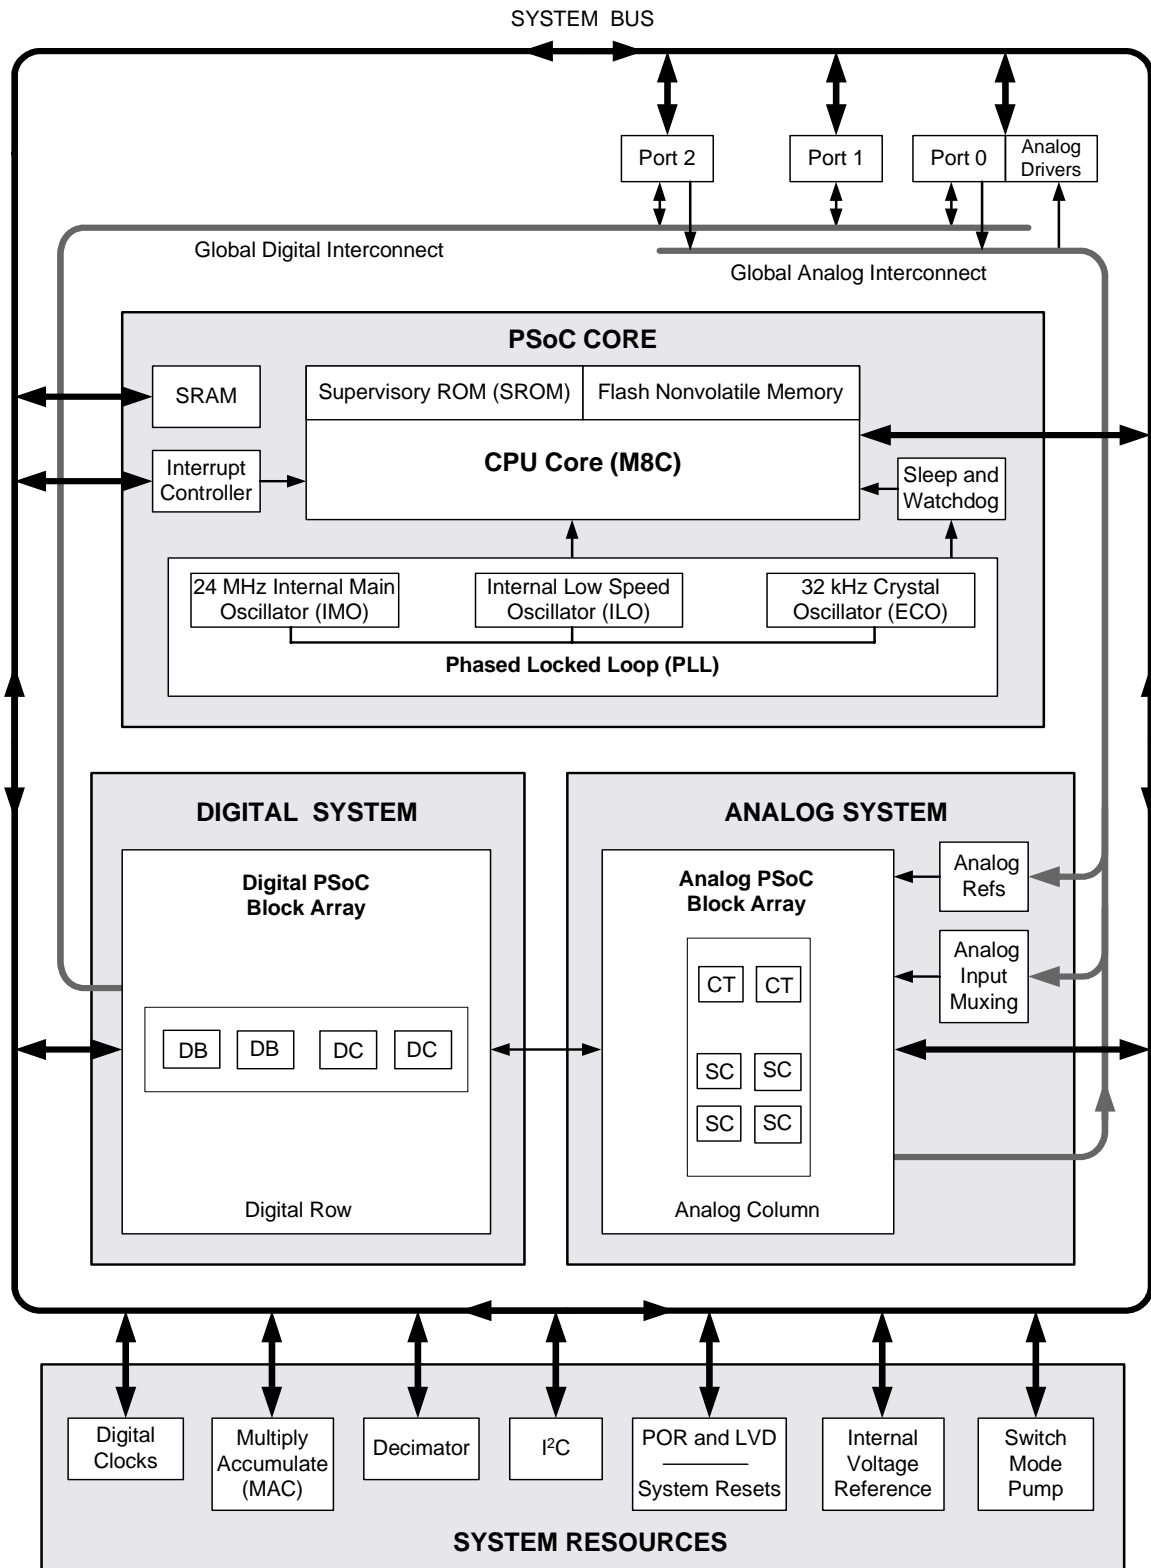 SYSTEM BUS
Port 2
Port 1
Port 0
Analog
Drivers
Global Digital Interconnect
Global Analog Interconnect
PSoC CORE
SRAM
Supervisory ROM (SROM)
Flash Nonvolatile Memory
CPU Core (M8C)
Interrupt
Controller
Sleep and
Watchdog
24 MHz Internal Main
Oscillator (IMO)
Internal Low Speed
Oscillator (ILO)
32 kHz Crystal
Oscillator (ECO)
Phased Locked Loop (PLL)
DIGITAL SYSTEM
Digital PSoC
Block Array
DB
DB
DC
DC
Digital Row
ANALOG SYSTEM
Analog PSoC
Block Array
CT
CT
SC
SC
SC
SC
Analog Column
Analog
Refs
Analog
Input
Muxing
Digital
Clocks
Multiply
Accumulate
(MAC)
Decimator
I²C
POR and LVD
System Resets
Internal
Voltage
Reference
Switch
Mode
Pump
SYSTEM RESOURCES